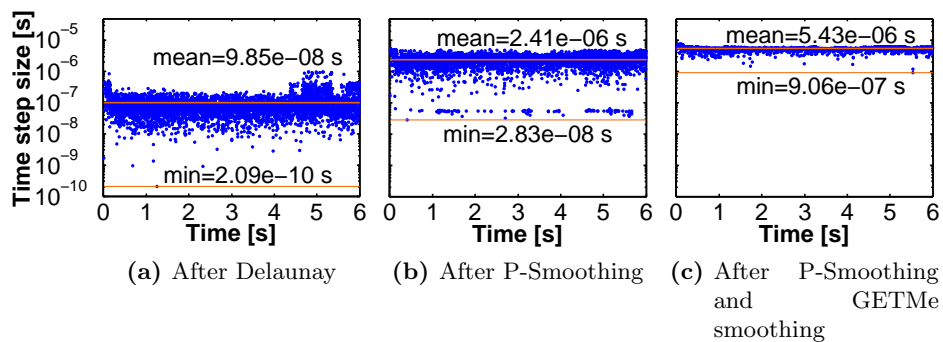 Time step size [s]
10−5
10−6
10−7
10−8
10−9
10−10
mean=9.85e−08 s
min=2.09e−10 s
0 1 2 3 4 5 6
Time [s]
(a) After Delaunay
mean=2.41e−06 s
min=2.83e−08 s
0 1 2 3 4 5 6
Time [s]
(b) After P-Smoothing
mean=5.43e−06 s
min=9.06e−07 s
0 1 2 3 4 5 6
Time [s]
(c) After P-Smoothing
and GETMe
smoothing